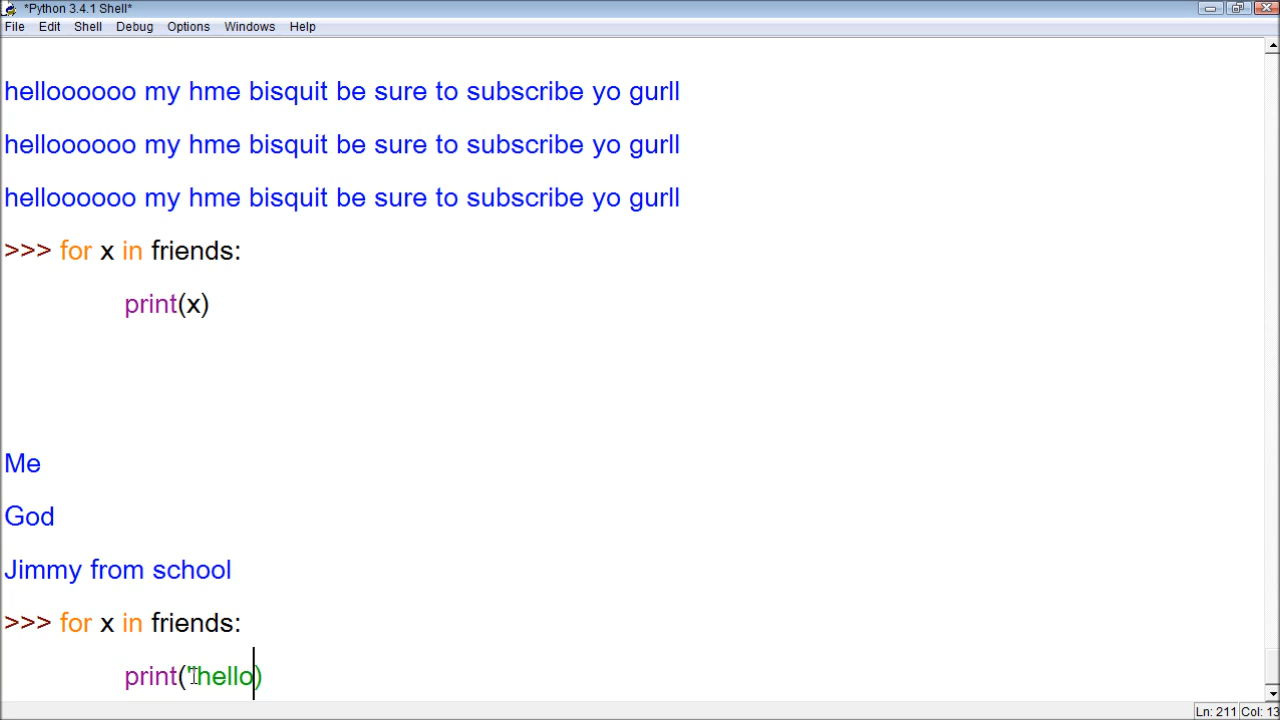 *Python 3.4.1 Shell*
File Edit Shell Debug Options Windows Help
helloooooo my hme bisquit be sure to subscribe yo gurll
helloooooo my hme bisquit be sure to subscribe yo gurll
helloooooo my hme bisquit be sure to subscribe yo gurll
>>> for x in friends:
print(x)
Me
God
Jimmy from school
>>> for x in friends:
print("hello)
Ln: 211 Col: 13